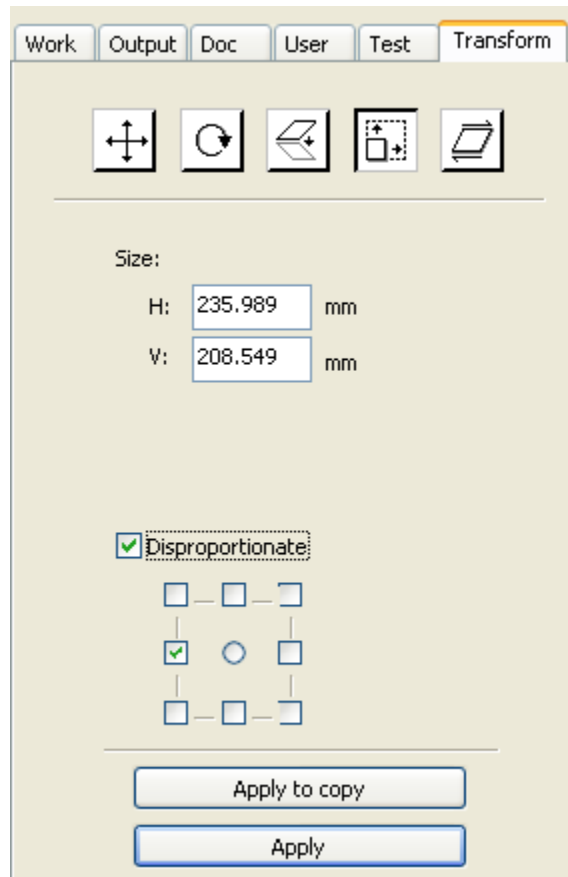 Work Output Doc User Test Transform
Size:
H: 235.989 mm
V: 208.549 mm
Disproportionate
Apply to copy
Apply